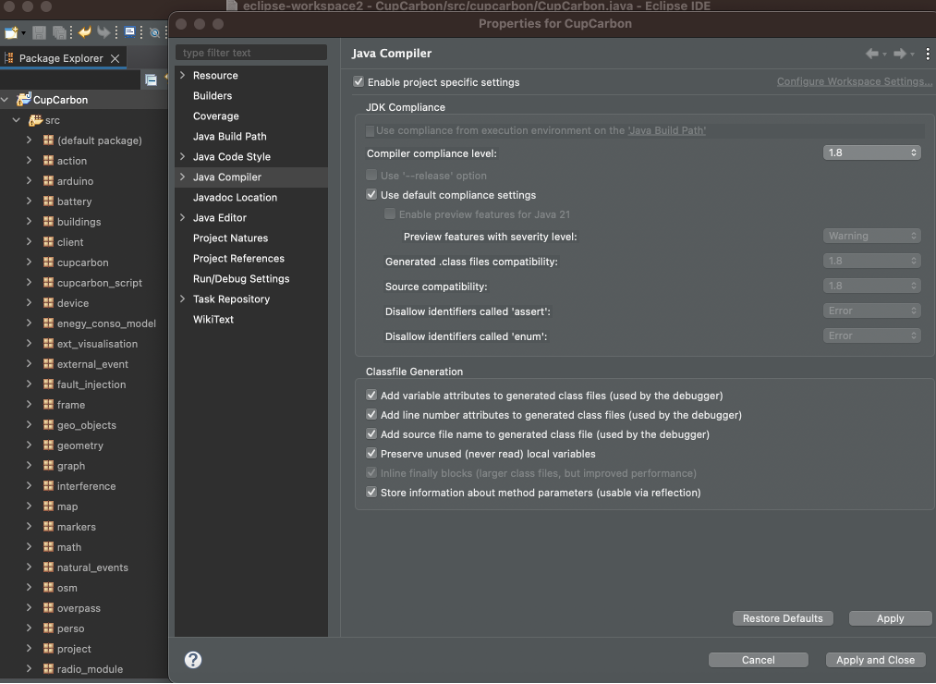 eclipse-workspace2 - CupCarbon/src/cupcarbon/CupCarbon.java - Eclipse IDE
Properties for CupCarbon
Package Explorer
CupCarbon
src
(default package)
action
arduino
battery
buildings
client
cupcarbon
cupcarbon_script
device
enegy_conso_model
ext_visualisation
external_event
fault_injection
frame
geo_objects
geometry
graph
interference
map
markers
math
natural_events
osm
overpass
perso
project
radio_module
type filter text
Resource
Builders
Coverage
Java Build Path
Java Code Style
Java Compiler
Javadoc Location
Java Editor
Project Natures
Project References
Run/Debug Settings
Task Repository
WikiText
Java Compiler
Enable project specific settings
Configure Workspace Settings...
JDK Compliance
Use compliance from execution environment on the 'Java Build Path'
Compiler compliance level: 1.8
Use '--release' option
Use default compliance settings
Enable preview features for Java 21
Preview features with severity level: Warning
Generated .class files compatibility: 1.8
Source compatibility: 1.8
Disallow identifiers called 'assert': Error
Disallow identifiers called 'enum': Error
Classfile Generation
Add variable attributes to generated class files (used by the debugger)
Add line number attributes to generated class files (used by the debugger)
Add source file name to generated class file (used by the debugger)
Preserve unused (never read) local variables
Inline finally blocks (larger class files, but improved performance)
Store information about method parameters (usable via reflection)
Restore Defaults
Apply
?
Cancel
Apply and Close